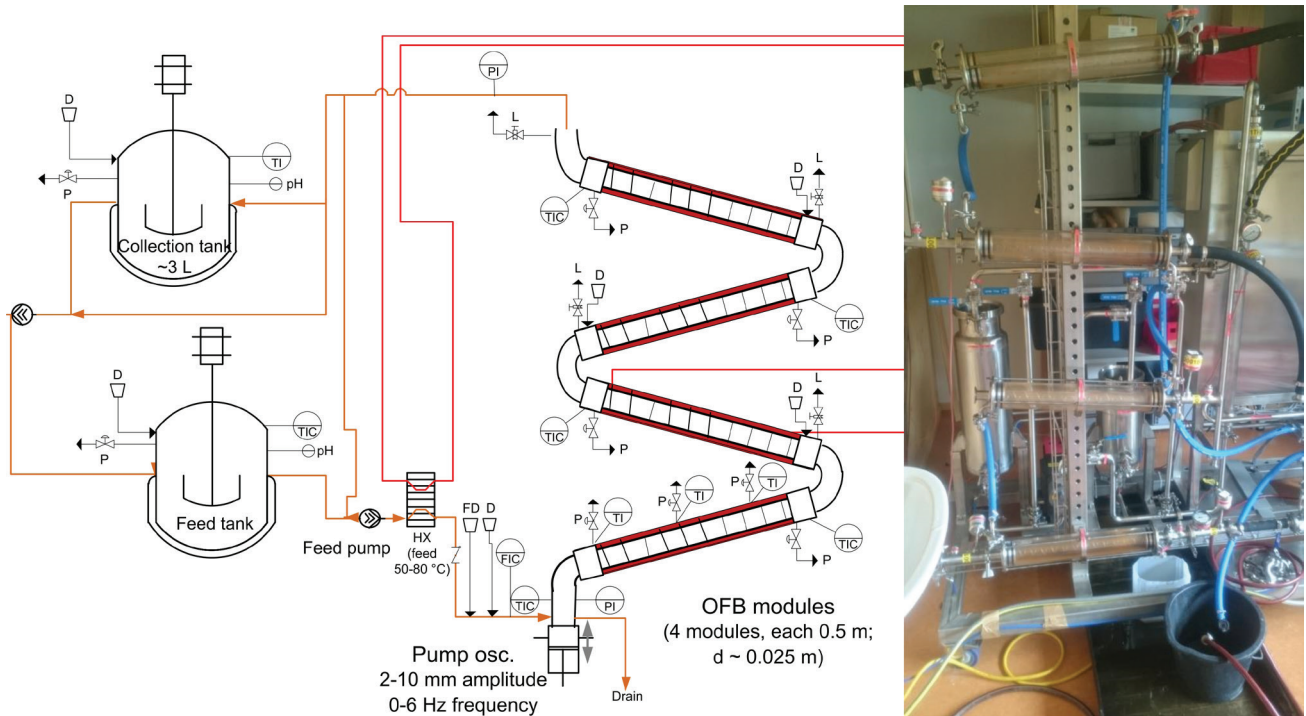 D
TI
pH
P
Collection tank
~3 L
D
TIC
pH
P
Feed tank
Feed pump
HX
(feed
50-80 °C)
FD
D
FIC
TIC
PI
Pump osc.
2-10 mm amplitude
0-6 Hz frequency
Drain
PI
L
TIC
P
D
L
L
D
TIC
P
TIC
P
D
L
P
TI
P
TI
P
TI
TIC
P
OFB modules
(4 modules, each 0.5 m;
d ~ 0.025 m)